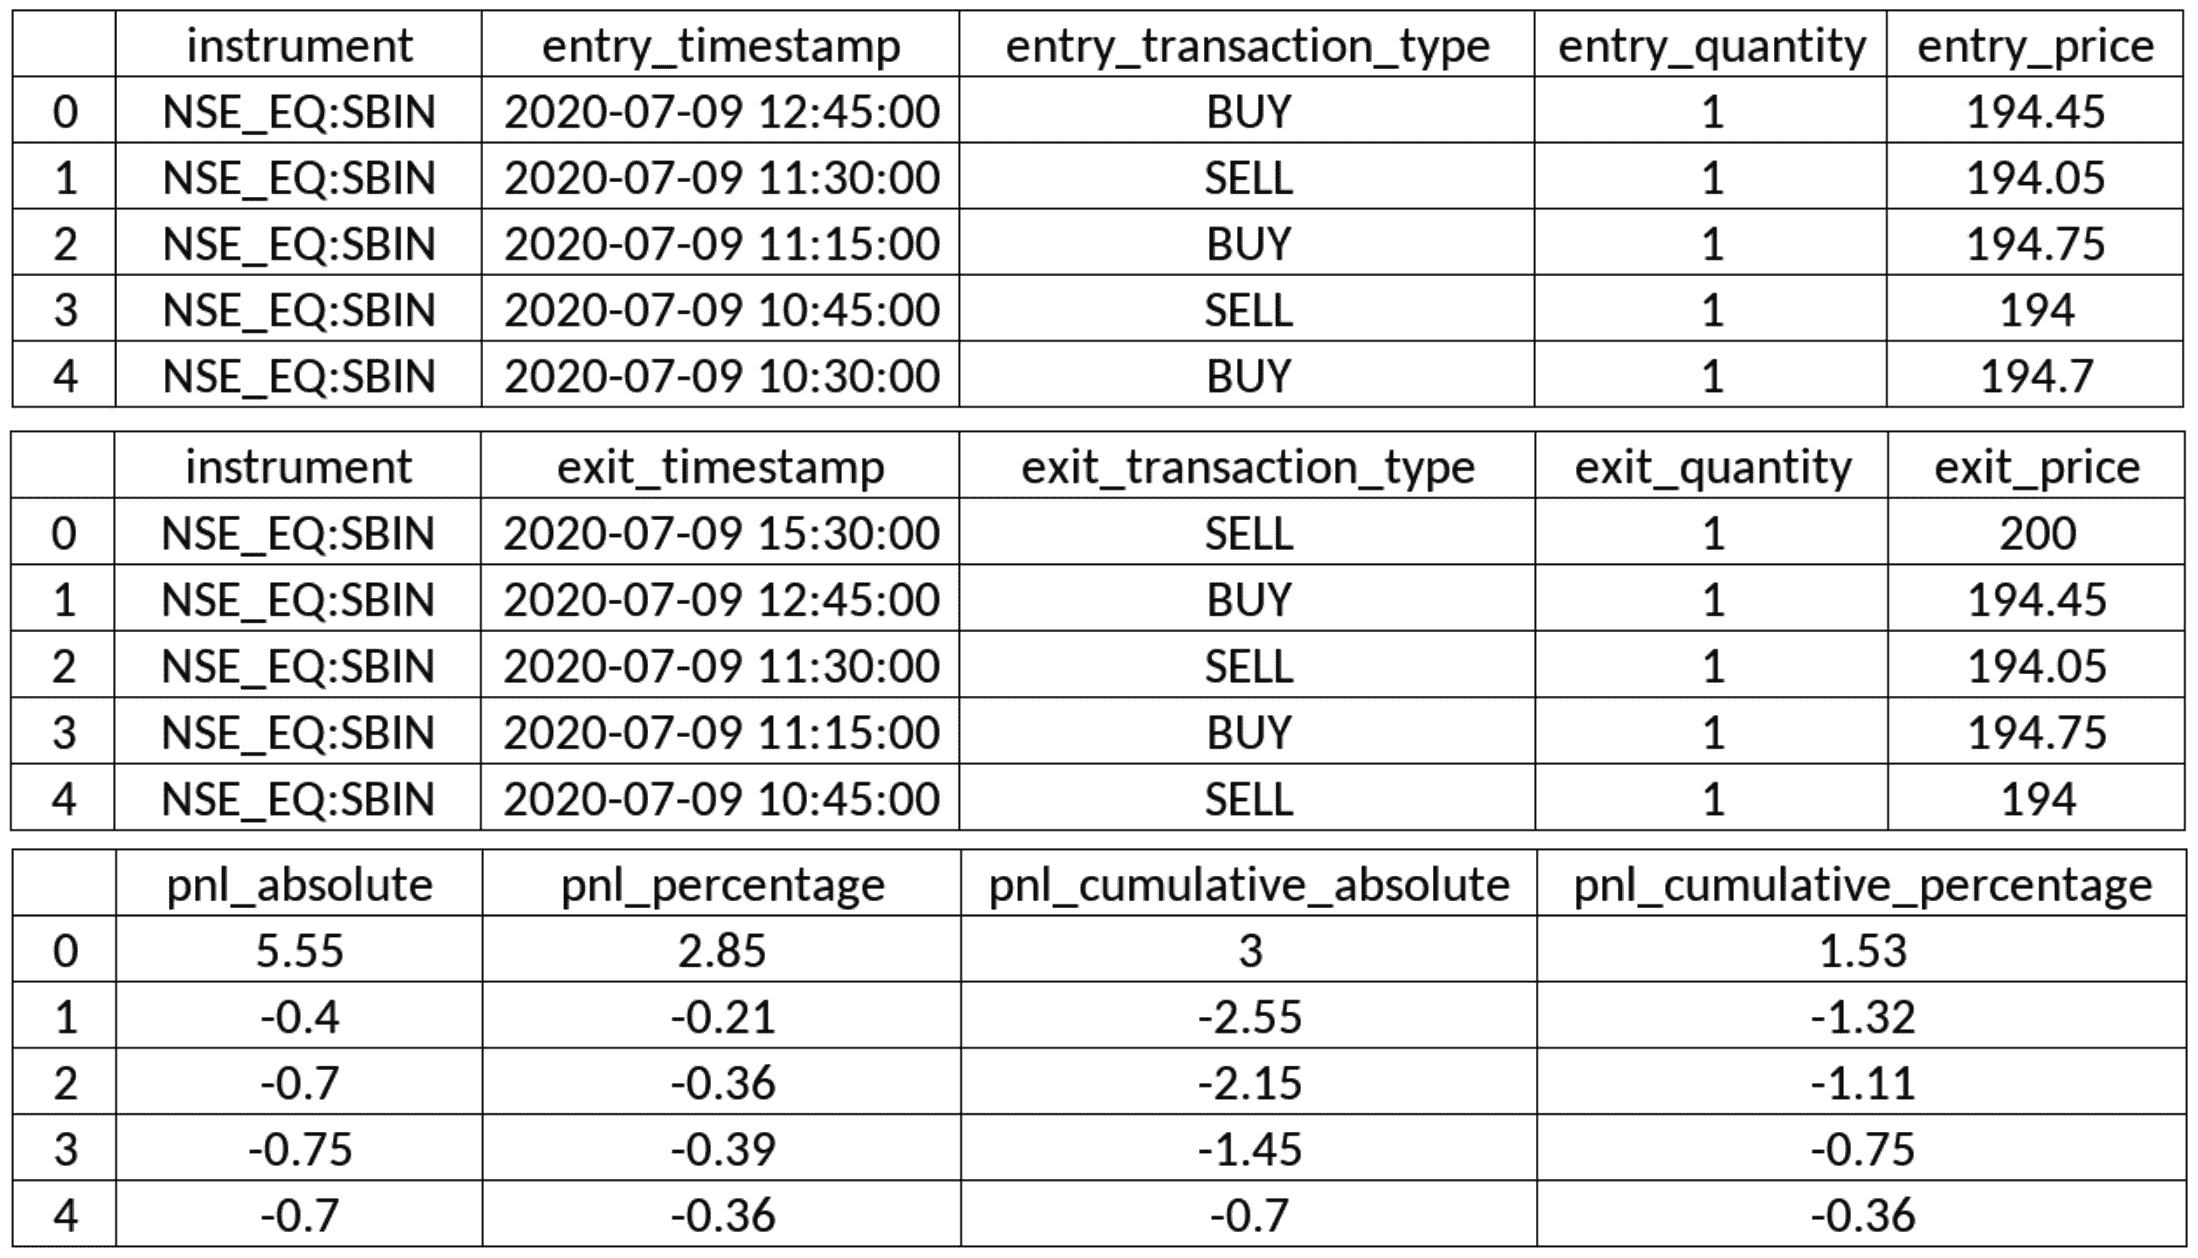 instrument entry_timestamp entry_transaction_type entry_quantity entry_price
0 NSE_EQ:SBIN 2020-07-09 12:45:00 BUY 1 194.45
1 NSE_EQ:SBIN 2020-07-09 11:30:00 SELL 1 194.05
2 NSE_EQ:SBIN 2020-07-09 11:15:00 BUY 1 194.75
3 NSE_EQ:SBIN 2020-07-09 10:45:00 SELL 1 194
4 NSE_EQ:SBIN 2020-07-09 10:30:00 BUY 1 194.7
instrument exit_timestamp exit_transaction_type exit_quantity exit_price
0 NSE_EQ:SBIN 2020-07-09 15:30:00 SELL 1 200
1 NSE_EQ:SBIN 2020-07-09 12:45:00 BUY 1 194.45
2 NSE_EQ:SBIN 2020-07-09 11:30:00 SELL 1 194.05
3 NSE_EQ:SBIN 2020-07-09 11:15:00 BUY 1 194.75
4 NSE_EQ:SBIN 2020-07-09 10:45:00 SELL 1 194
pnl_absolute pnl_percentage pnl_cumulative_absolute pnl_cumulative_percentage
0 5.55 2.85 3 1.53
1 -0.4 -0.21 -2.55 -1.32
2 -0.7 -0.36 -2.15 -1.11
3 -0.75 -0.39 -1.45 -0.75
4 -0.7 -0.36 -0.7 -0.36